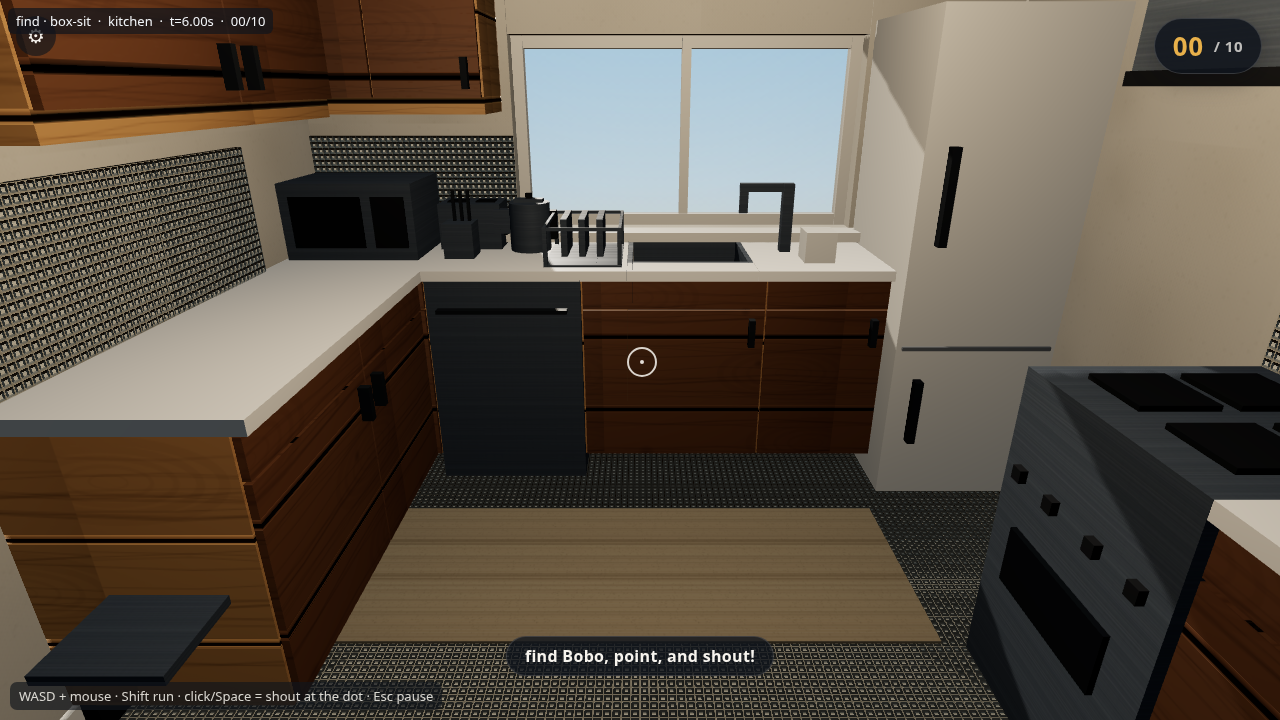 find · box-sit · kitchen · t=6.00s · 00/10
00 / 10
find Bobo, point, and shout!
WASD + mouse · Shift run · click/Space = shout at the dot · Esc pause